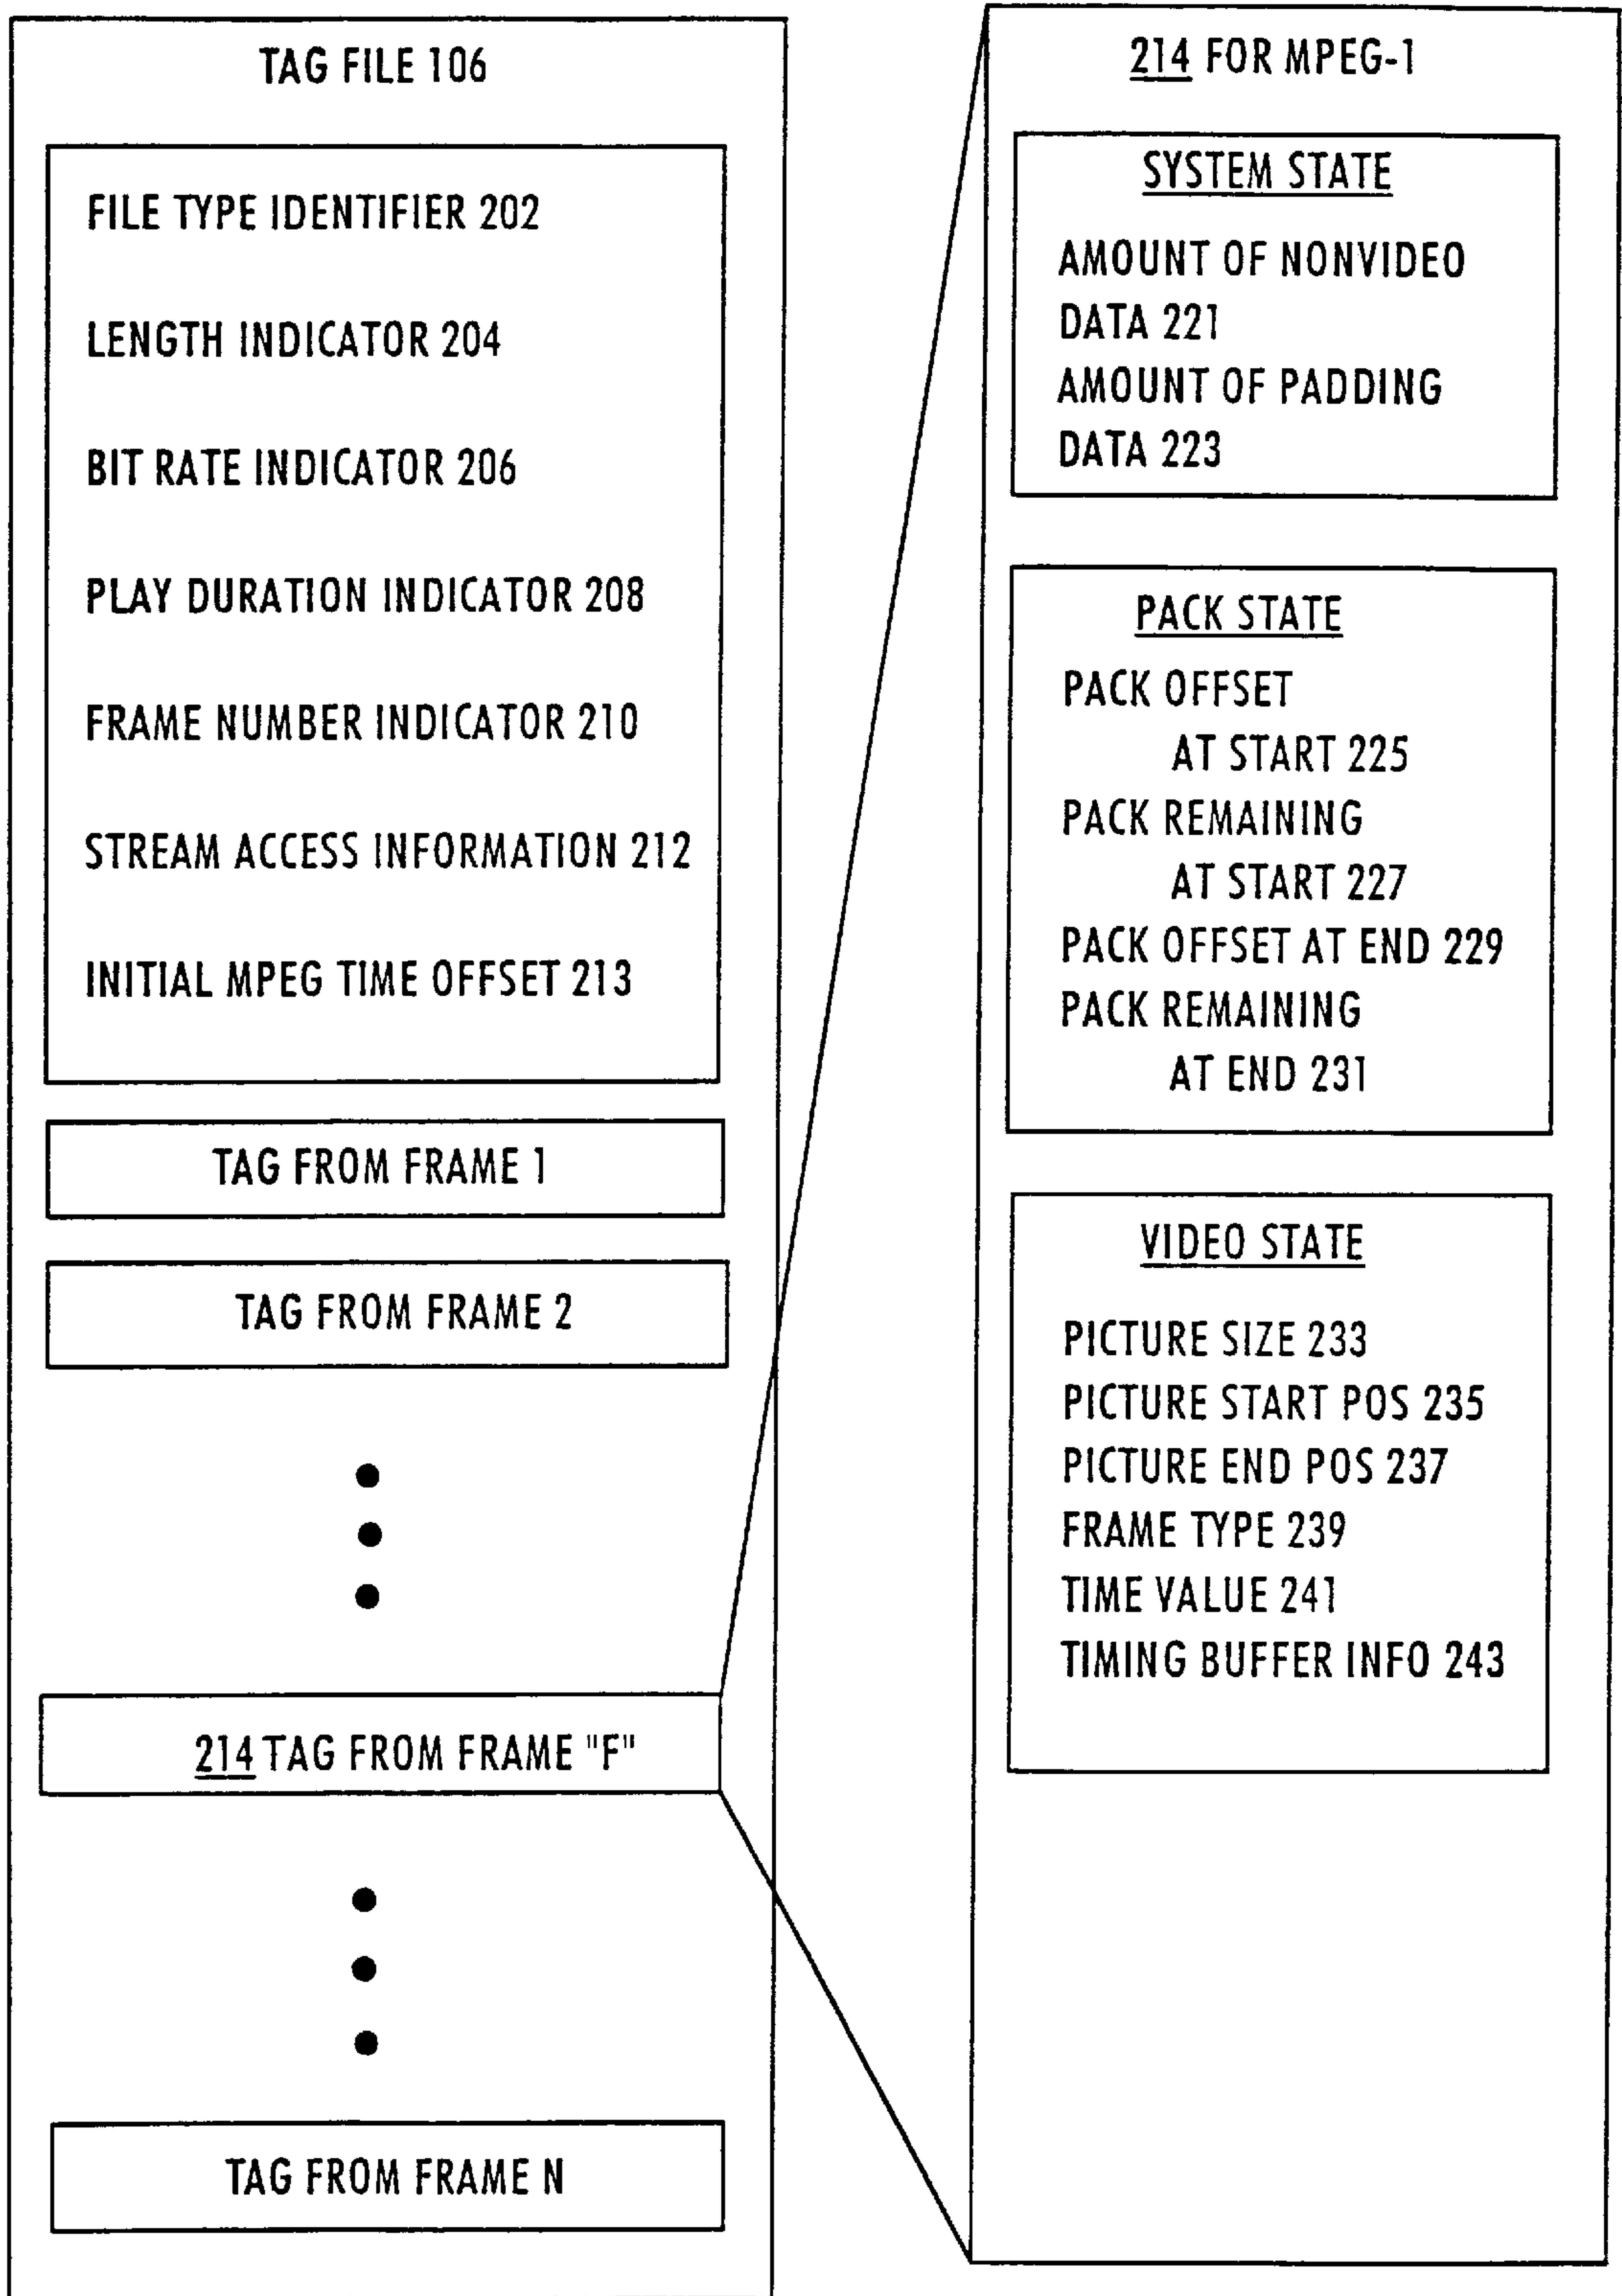 TAG FILE 106
FILE TYPE IDENTIFIER 202
LENGTH INDICATOR 204
BIT RATE INDICATOR 206
PLAY DURATION INDICATOR 208
FRAME NUMBER INDICATOR 210
STREAM ACCESS INFORMATION 212
INITIAL MPEG TIME OFFSET 213
TAG FROM FRAME 1
TAG FROM FRAME 2
214 TAG FROM FRAME "F"
TAG FROM FRAME N
214 FOR MPEG-1
SYSTEM STATE
AMOUNT OF NONVIDEO
DATA 221
AMOUNT OF PADDING
DATA 223
PACK STATE
PACK OFFSET
AT START 225
PACK REMAINING
AT START 227
PACK OFFSET AT END 229
PACK REMAINING
AT END 231
VIDEO STATE
PICTURE SIZE 233
PICTURE START POS 235
PICTURE END POS 237
FRAME TYPE 239
TIME VALUE 241
TIMING BUFFER INFO 243